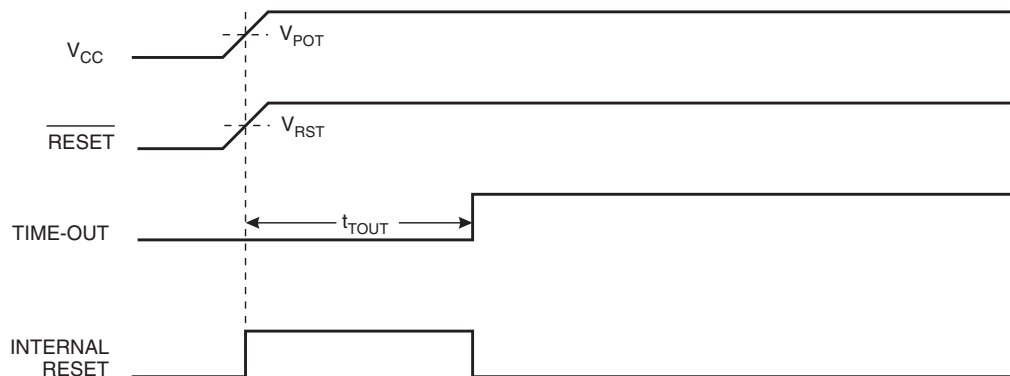 VCC
VPOT
RESET
VRST
TIME-OUT
tTOUT
INTERNAL
RESET